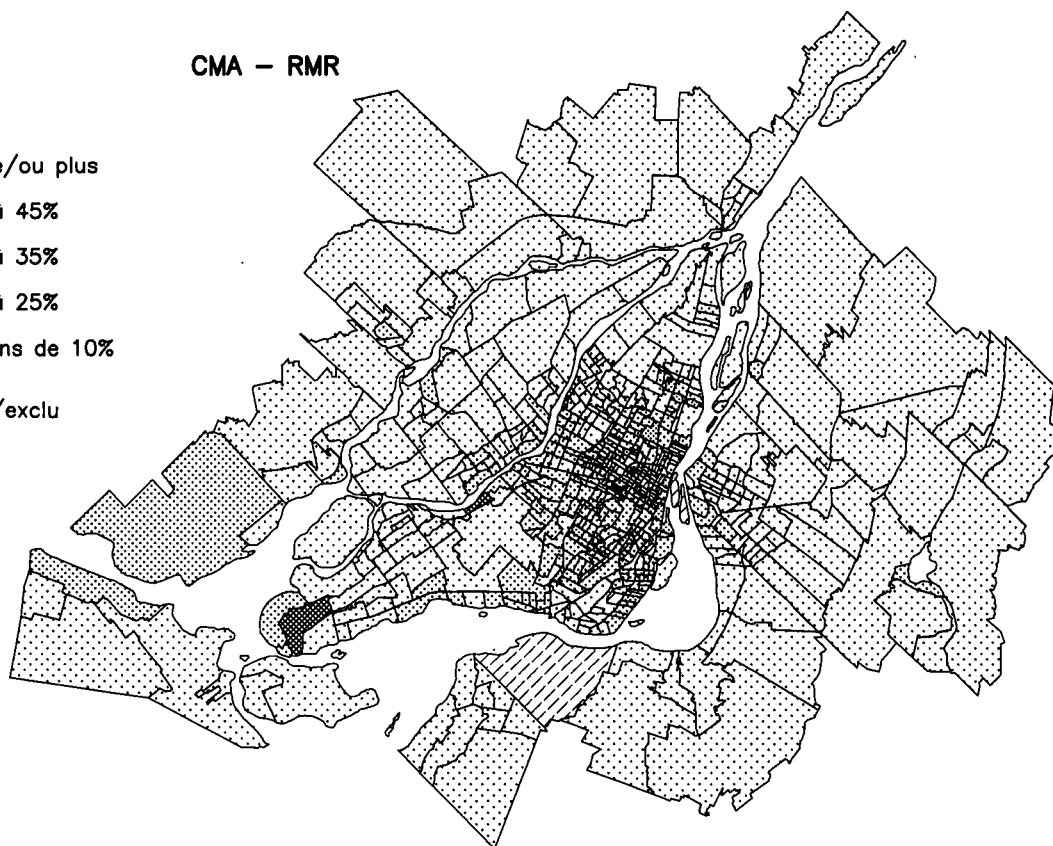 CMA – RMR
e/ou plus
à 45%
à 35%
à 25%
ns de 10%
/exclu